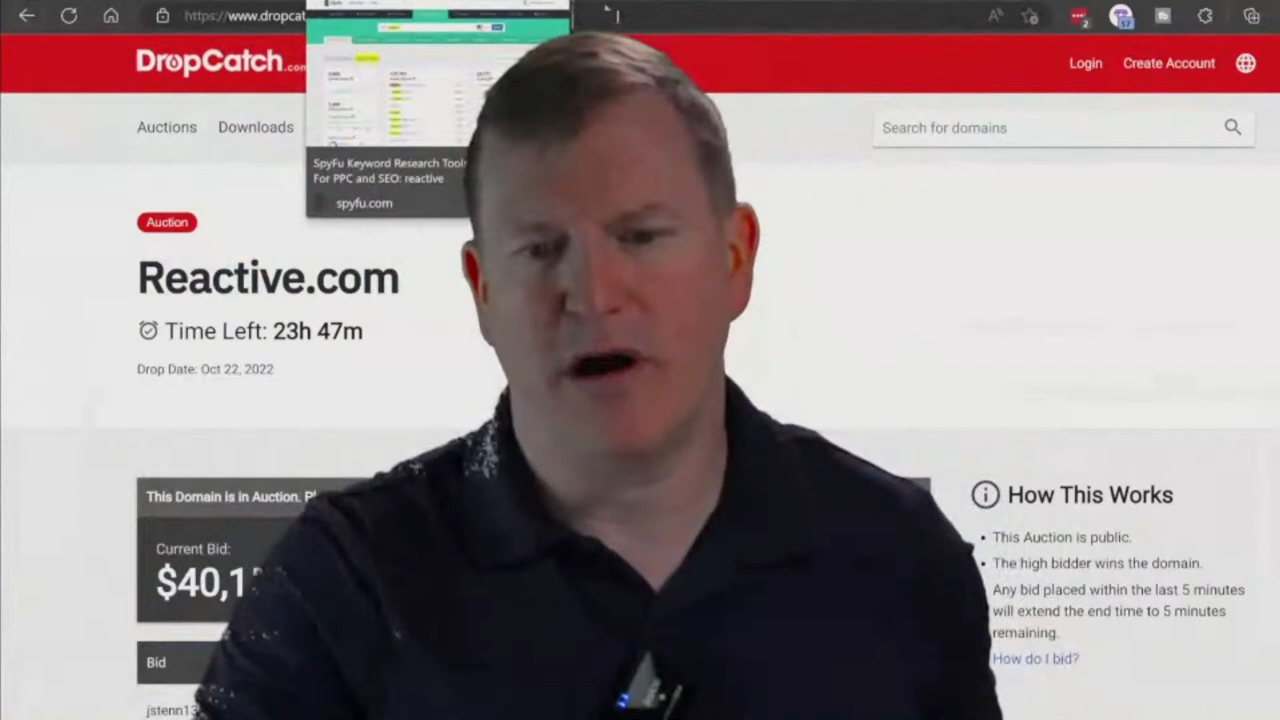 https://www.dropcat
DropCatch.com
Login
Create Account
Auctions
Downloads
Search for domains
SpyFu Keyword Research Tools
For PPC and SEO: reactive
spyfu.com
Auction
Reactive.com
Time Left: 23h 47m
Drop Date: Oct 22, 2022
This Domain is in Auction.
Current Bid:
$40,1
Bid
jstenn13
How This Works
• This Auction is public.
• The high bidder wins the domain.
Any bid placed within the last 5 minutes
will extend the end time to 5 minutes
remaining.
How do I bid?